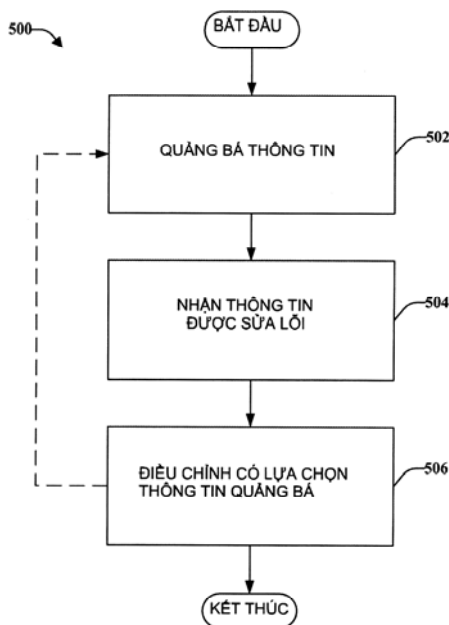 500
BẮT ĐẦU
QUẢNG BÁ THÔNG TIN
502
NHẬN THÔNG TIN
ĐƯỢC SỬA LỖI
504
ĐIỀU CHỈNH CÓ LỰA CHỌN
THÔNG TIN QUẢNG BÁ
506
KẾT THÚC